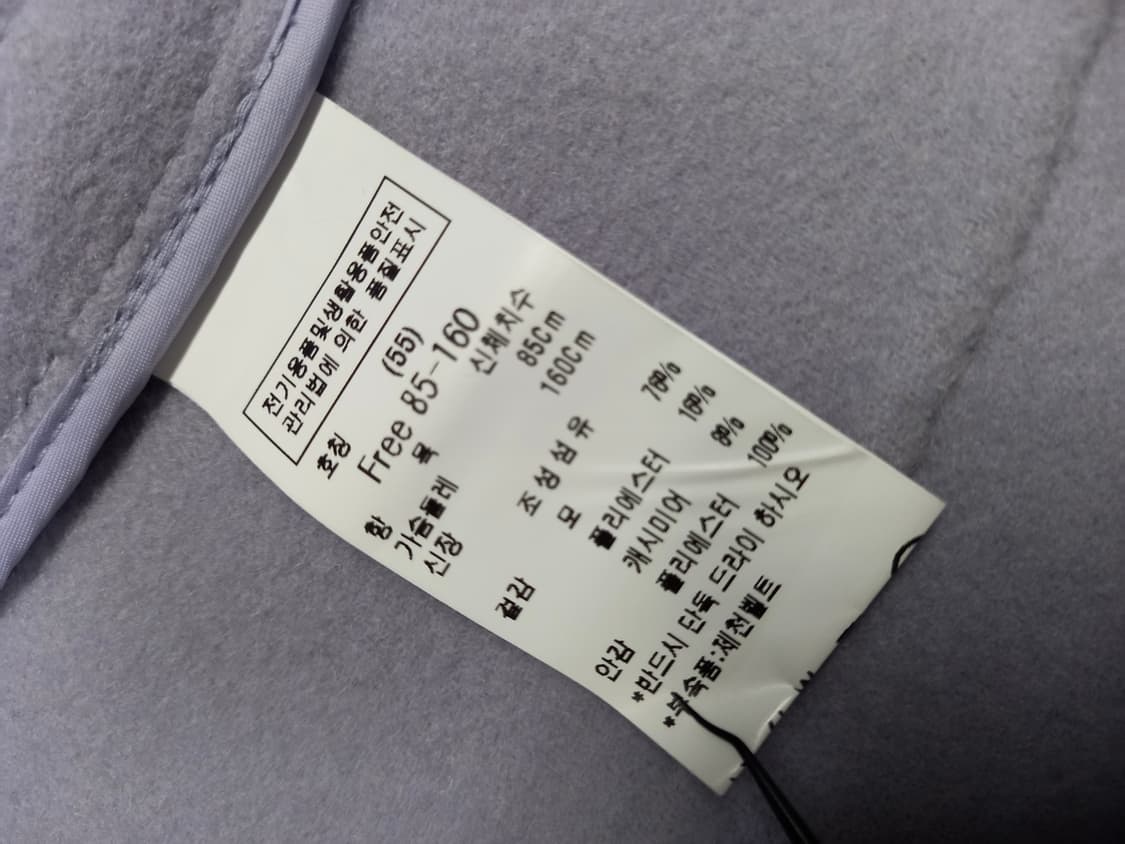 전기용품및생활용품안전
관리법에 의한 품질표시
호칭 (55)
Free 85-160
항 목 신체치수
가슴둘레 85Cm
신장 160Cm
조성섬유
겉감 모 76%
폴리에스터 16%
캐시미어 8%
안감 폴리에스터 100%
*반드시 단독 드라이 하시오
*부속품:제천벨트